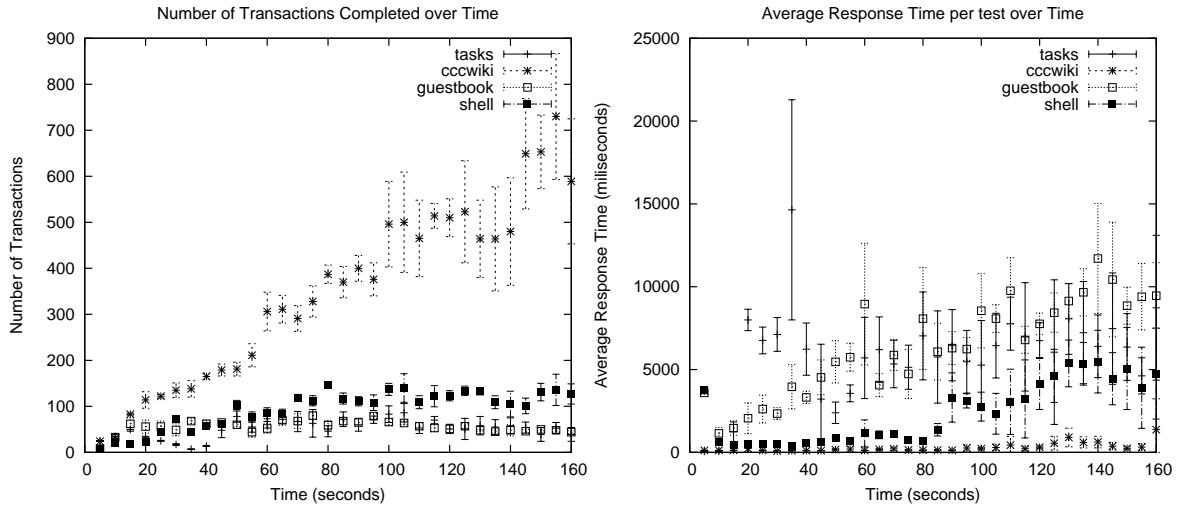 Number of Transactions Completed over Time
900
800
700
600
500
400
300
200
100
0
0 20 40 60 80 100 120 140 160
Number of Transactions
Time (seconds)
tasks
cccwiki
guestbook
shell
Average Response Time per test over Time
25000
20000
15000
10000
5000
0
0 20 40 60 80 100 120 140 160
Average Response Time (miliseconds)
Time (seconds)
tasks
cccwiki
guestbook
shell